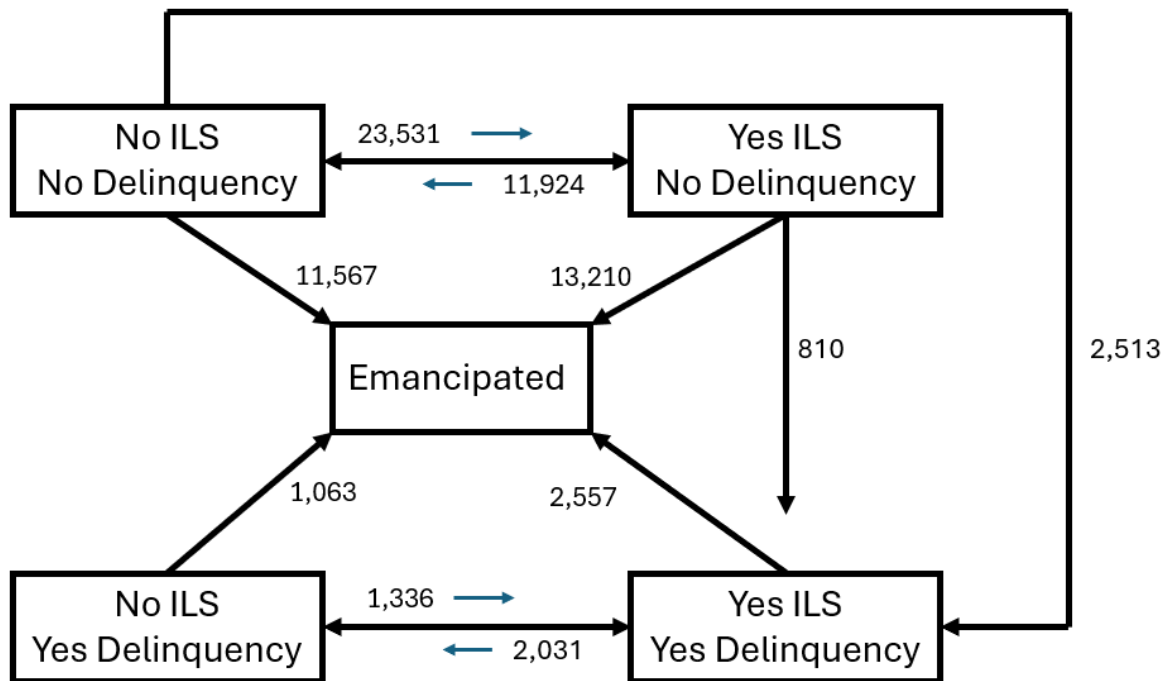 No ILS
No Delinquency
23,531
11,924
Yes ILS
No Delinquency
11,567
13,210
810
2,513
Emancipated
1,063
2,557
No ILS
Yes Delinquency
1,336
2,031
Yes ILS
Yes Delinquency